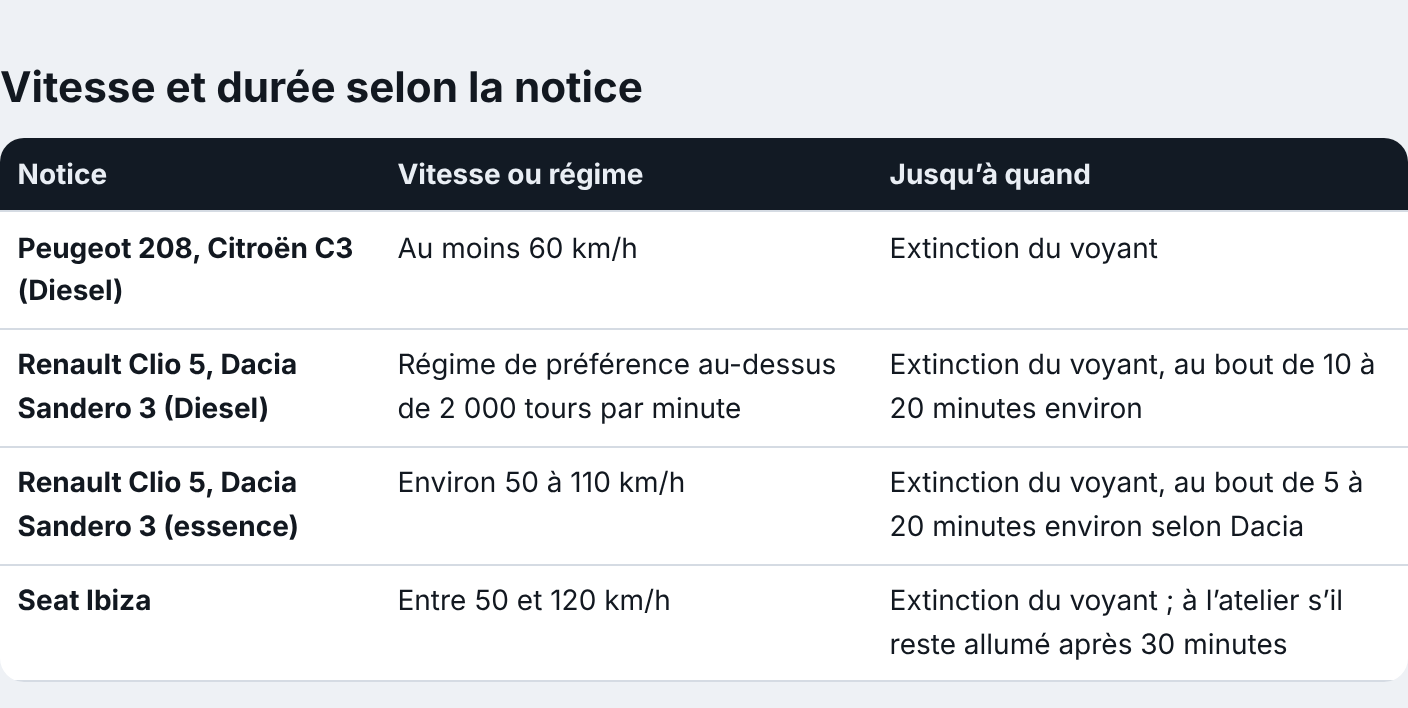 Vitesse et durée selon la notice
Notice Vitesse ou régime Jusqu’à quand
Peugeot 208, Citroën C3 Au moins 60 km/h Extinction du voyant
(Diesel)
Renault Clio 5, Dacia Régime de préférence au-dessus Extinction du voyant, au bout de 10 à
Sandero 3 (Diesel) de 2 000 tours par minute 20 minutes environ
Renault Clio 5, Dacia Environ 50 à 110 km/h Extinction du voyant, au bout de 5 à
Sandero 3 (essence) 20 minutes environ selon Dacia
Seat Ibiza Entre 50 et 120 km/h Extinction du voyant ; à l’atelier s’il
reste allumé après 30 minutes